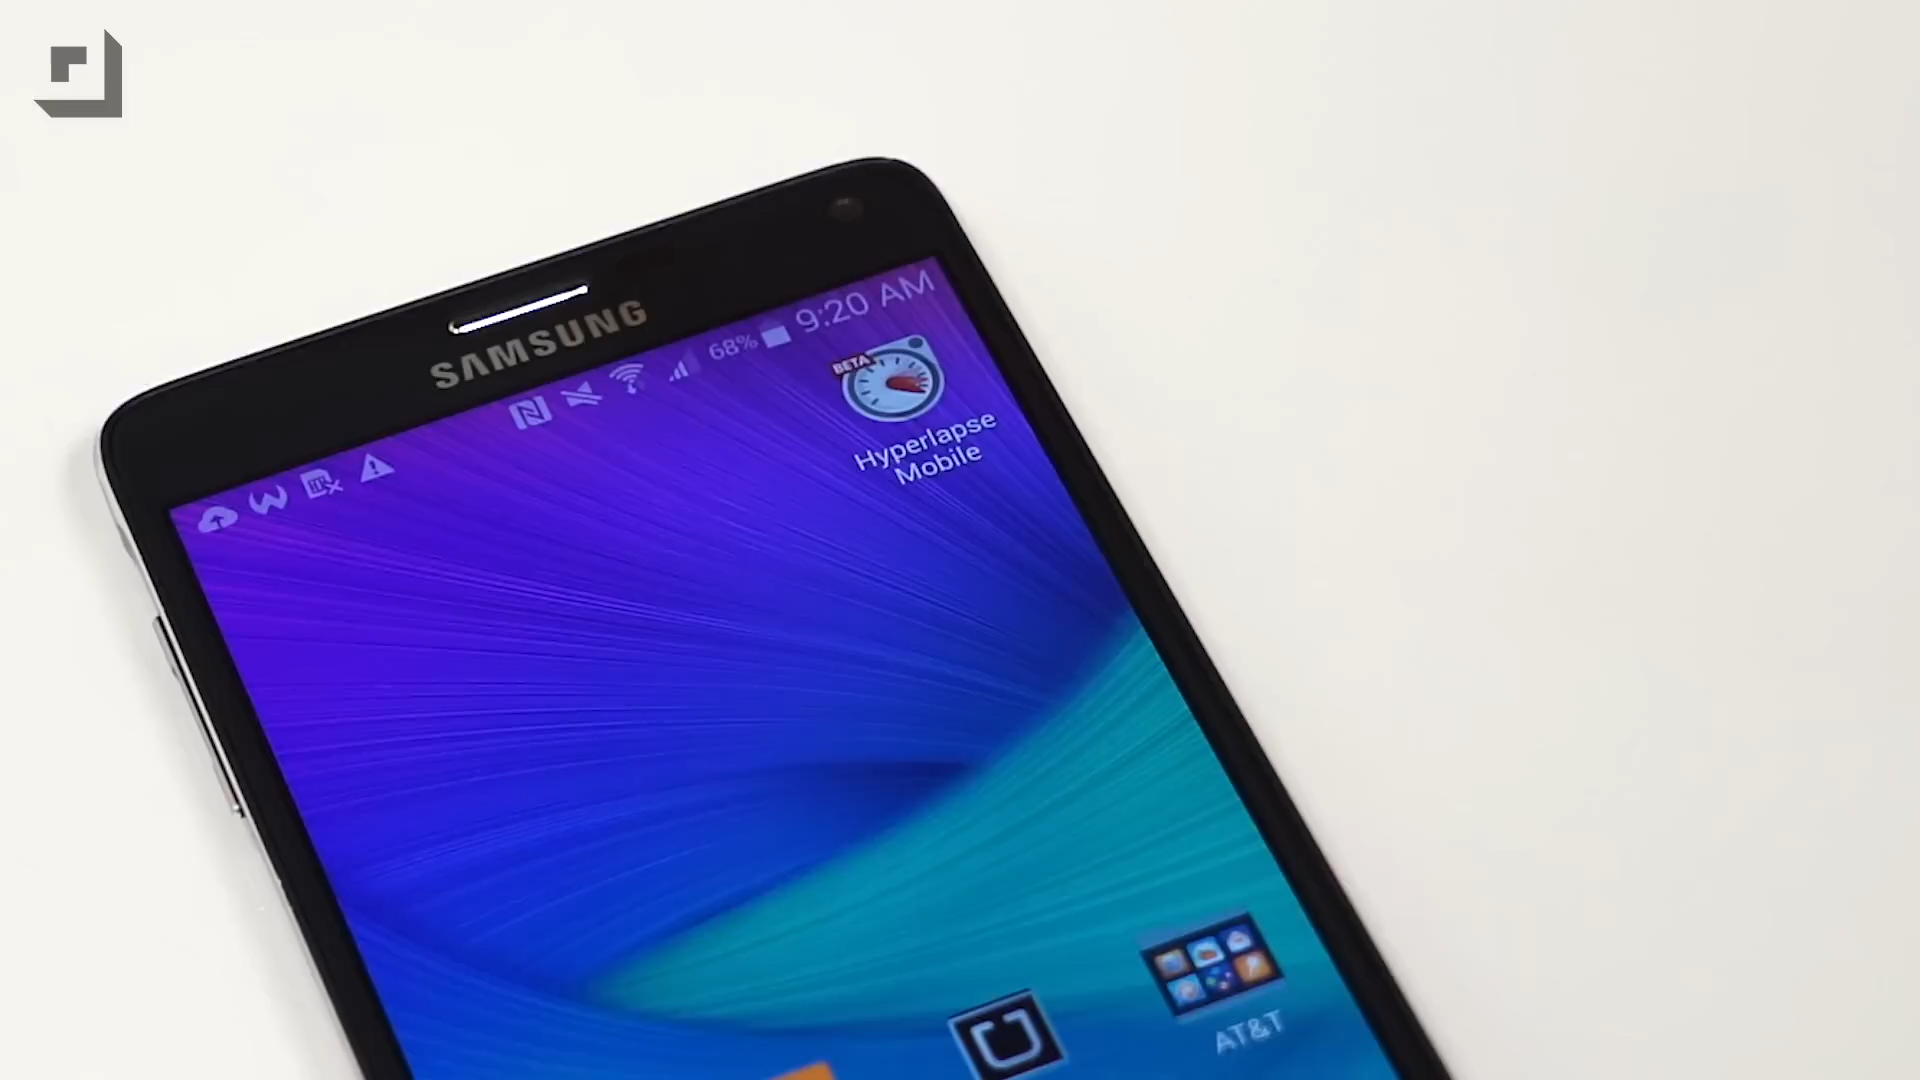 SAMSUNG
68% 9:20 AM
BETA
Hyperlapse
Mobile
AT&T